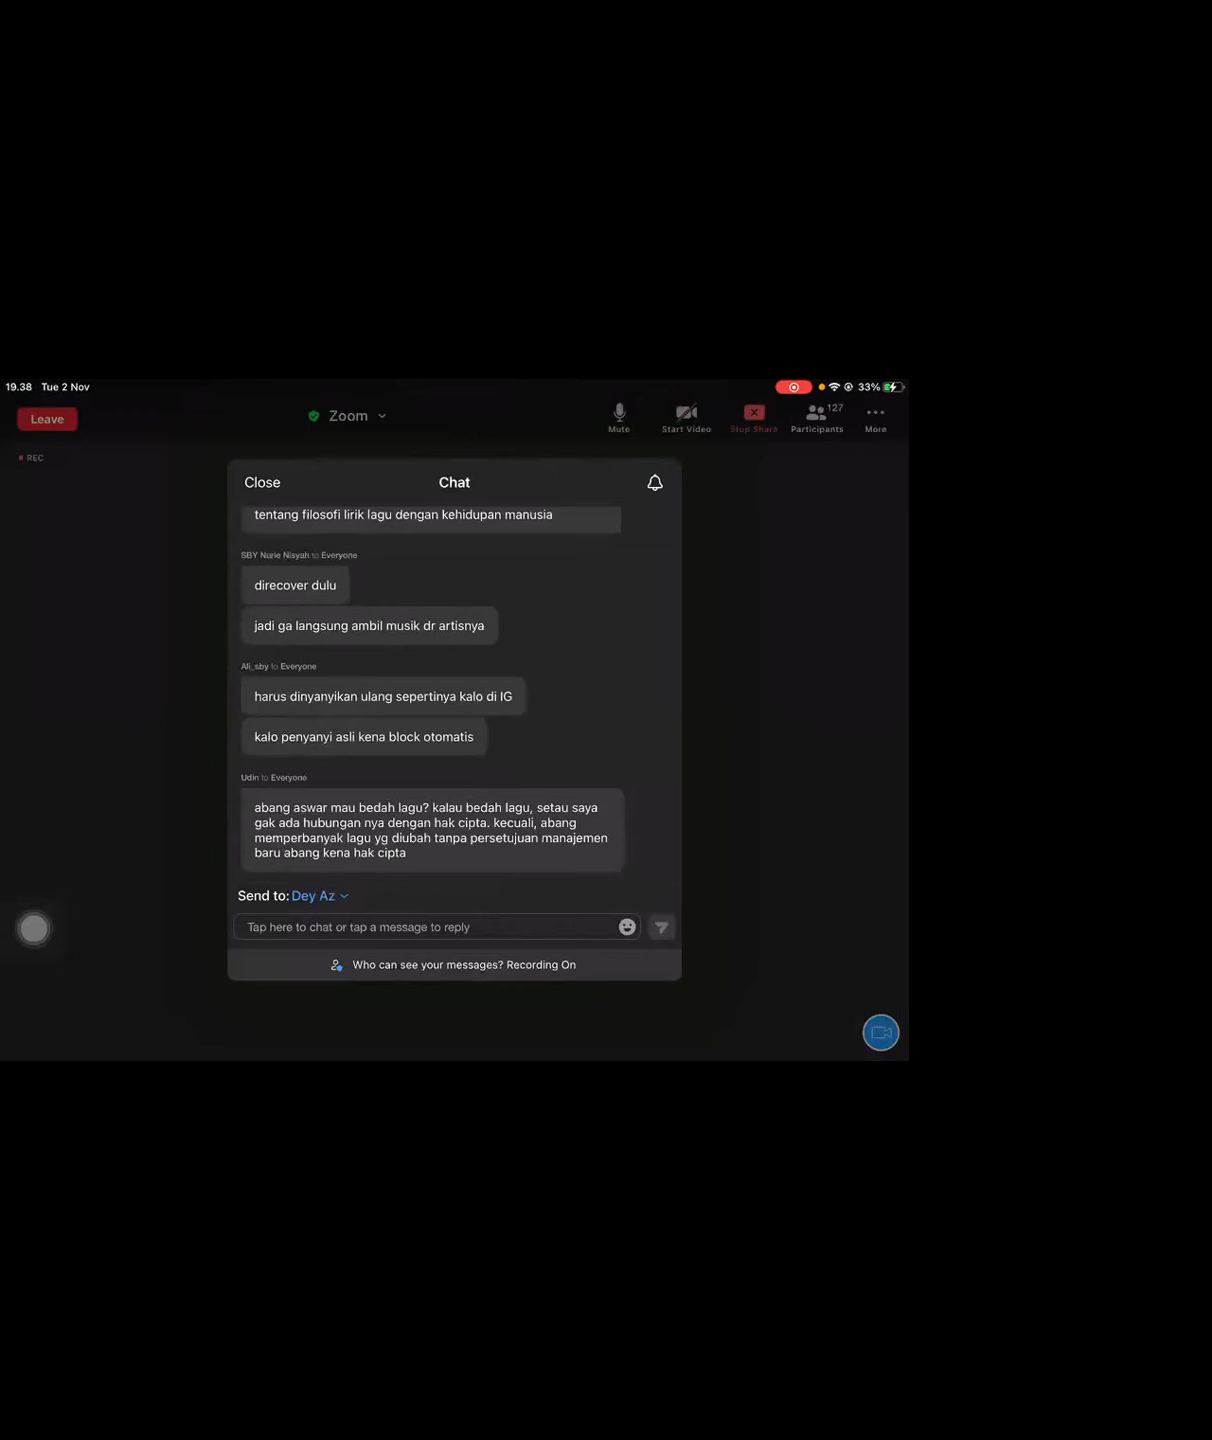 19.38 Tue 2 Nov
33%
Leave
Zoom
Mute
Start Video
Stop Share
127
Participants
More
REC
Close
Chat
tentang filosofi lirik lagu dengan kehidupan manusia
SBY Nurie Nisyah to Everyone
direcover dulu
jadi ga langsung ambil musik dr artisnya
Ali_sby to Everyone
harus dinyanyikan ulang sepertinya kalo di IG
kalo penyanyi asli kena block otomatis
Udin to Everyone
abang aswar mau bedah lagu? kalau bedah lagu, setau saya
gak ada hubungan nya dengan hak cipta. kecuali, abang
memperbanyak lagu yg diubah tanpa persetujuan manajemen
baru abang kena hak cipta
Send to: Dey Az
Tap here to chat or tap a message to reply
Who can see your messages? Recording On